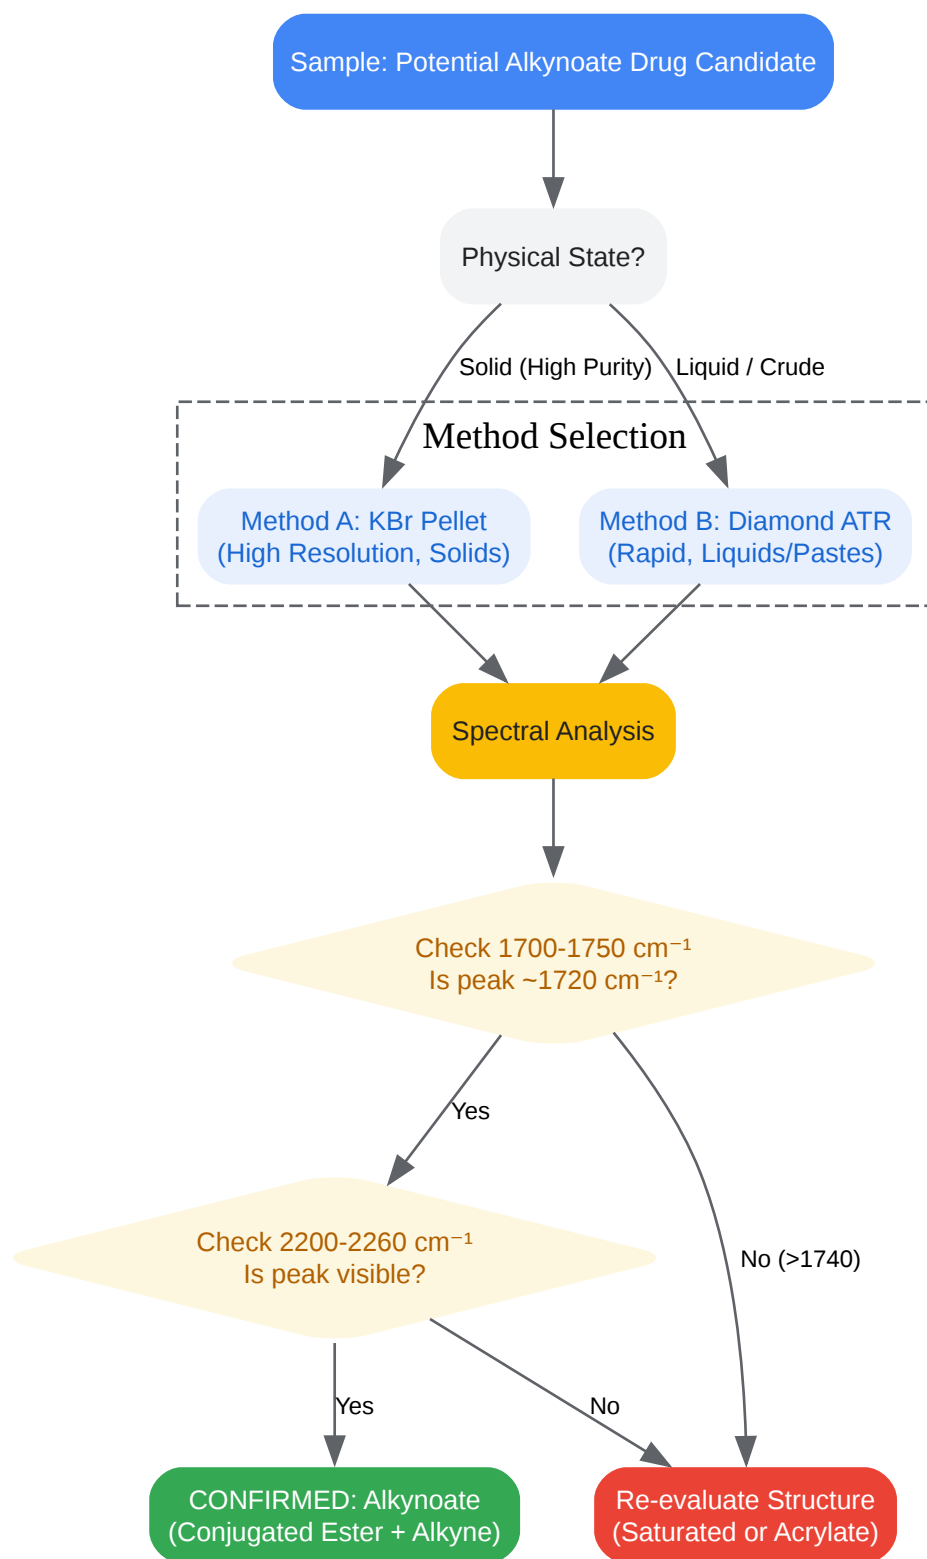 Sample: Potential Alkynoate Drug Candidate
Physical State?
Solid (High Purity)
Liquid / Crude
Method Selection
Method A: KBr Pellet
(High Resolution, Solids)
Method B: Diamond ATR
(Rapid, Liquids/Pastes)
Spectral Analysis
Check 1700-1750 cm⁻¹
Is peak ~1720 cm⁻¹?
Yes
No (>1740)
Check 2200-2260 cm⁻¹
Is peak visible?
Yes
No
CONFIRMED: Alkynoate
(Conjugated Ester + Alkyne)
Re-evaluate Structure
(Saturated or Acrylate)